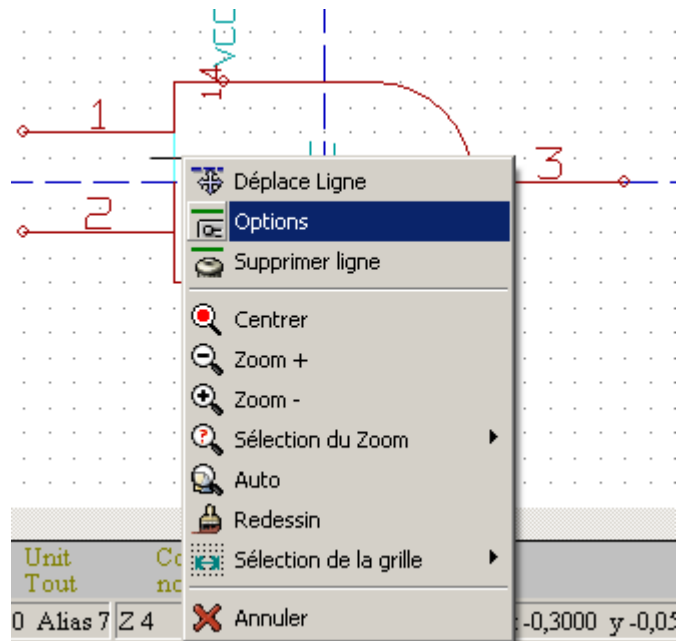 VCC
14
1
3
2
Déplace Ligne
Options
Supprimer ligne
Centrer
Zoom +
Zoom -
Sélection du Zoom
Auto
Redessin
Sélection de la grille
Annuler
Unit
Tout
0 Alias 7 Z 4 -0,3000 y -0,05